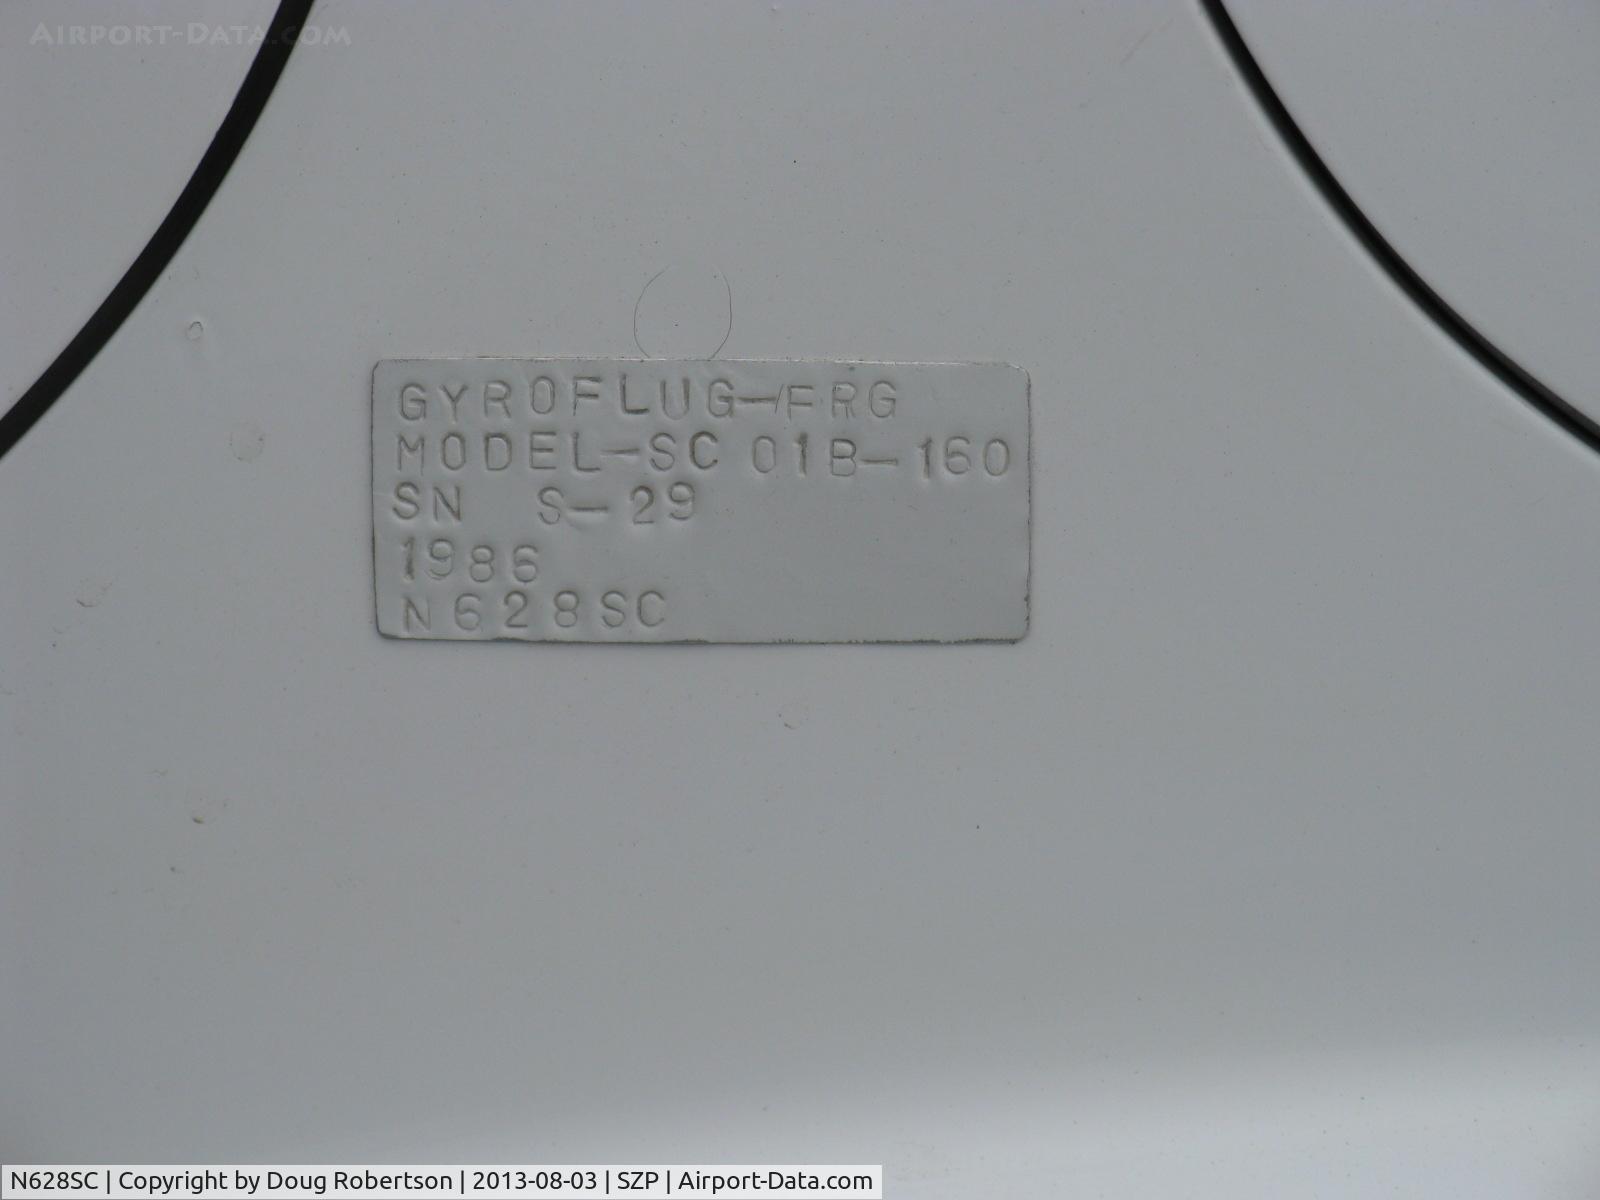 AIRPORT-DATA.COM
GYROFLUG-/FRG
MODEL-SC 01B-160
SN S-29
1986
N628SC
N628SC | Copyright by Doug Robertson | 2013-08-03 | SZP | Airport-Data.com